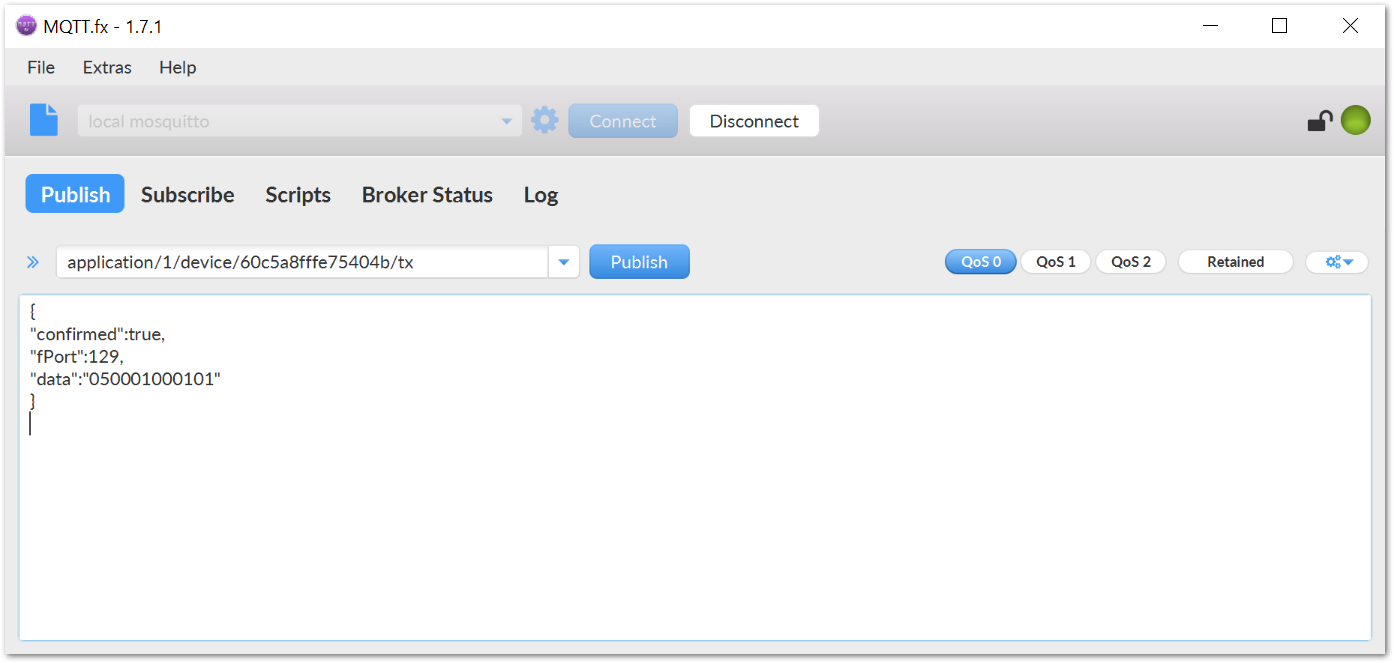 MQTT.fx - 1.7.1
File Extras Help
local mosquitto Connect Disconnect
Publish Subscribe Scripts Broker Status Log
application/1/device/60c5a8fffe75404b/tx Publish QoS 0 QoS 1 QoS 2 Retained
{
"confirmed":true,
"fPort":129,
"data":"050001000101"
}